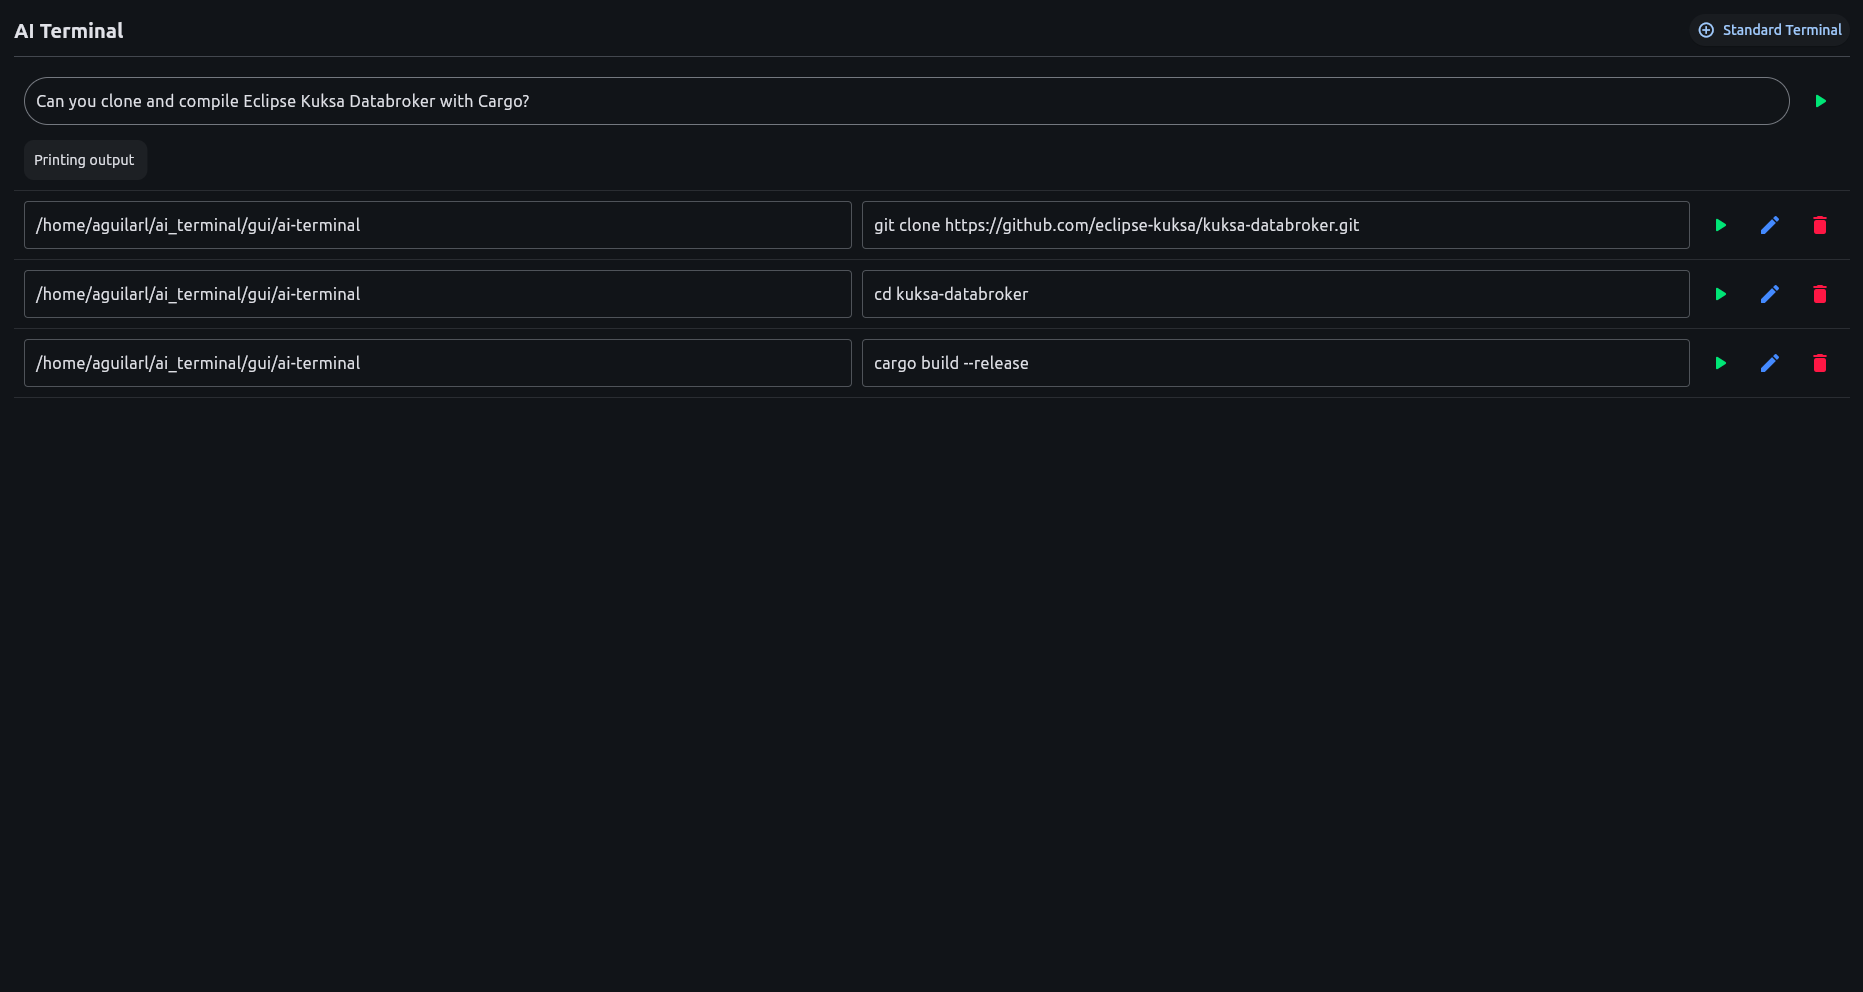 AI Terminal
Standard Terminal
Can you clone and compile Eclipse Kuksa Databroker with Cargo?
Printing output
/home/aguilarl/ai_terminal/gui/ai-terminal
git clone https://github.com/eclipse-kuksa/kuksa-databroker.git
/home/aguilarl/ai_terminal/gui/ai-terminal
cd kuksa-databroker
/home/aguilarl/ai_terminal/gui/ai-terminal
cargo build --release